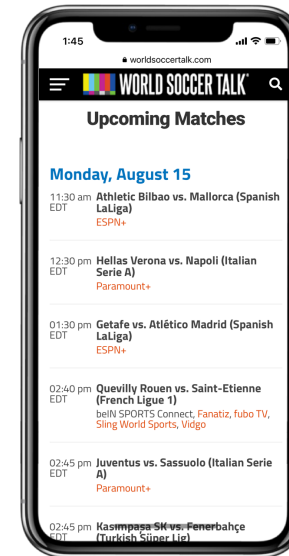 1:45
worldsoccertalk.com
WORLD SOCCER TALK
Upcoming Matches
Monday, August 15
11:30 am Athletic Bilbao vs. Mallorca (Spanish
EDT LaLiga)
ESPN+
12:30 pm Hellas Verona vs. Napoli (Italian
EDT Serie A)
Paramount+
01:30 pm Getafe vs. Atlético Madrid (Spanish
EDT LaLiga)
ESPN+
02:40 pm Quevilly Rouen vs. Saint-Etienne
EDT (French Ligue 1)
beIN SPORTS Connect, Fanatiz, fubo TV,
Sling World Sports, Vidgo
02:45 pm Juventus vs. Sassuolo (Italian Serie
EDT A)
Paramount+
02:45 pm Kasımpaşa SK vs. Fenerbahçe
EDT (Turkish Süper Lig)